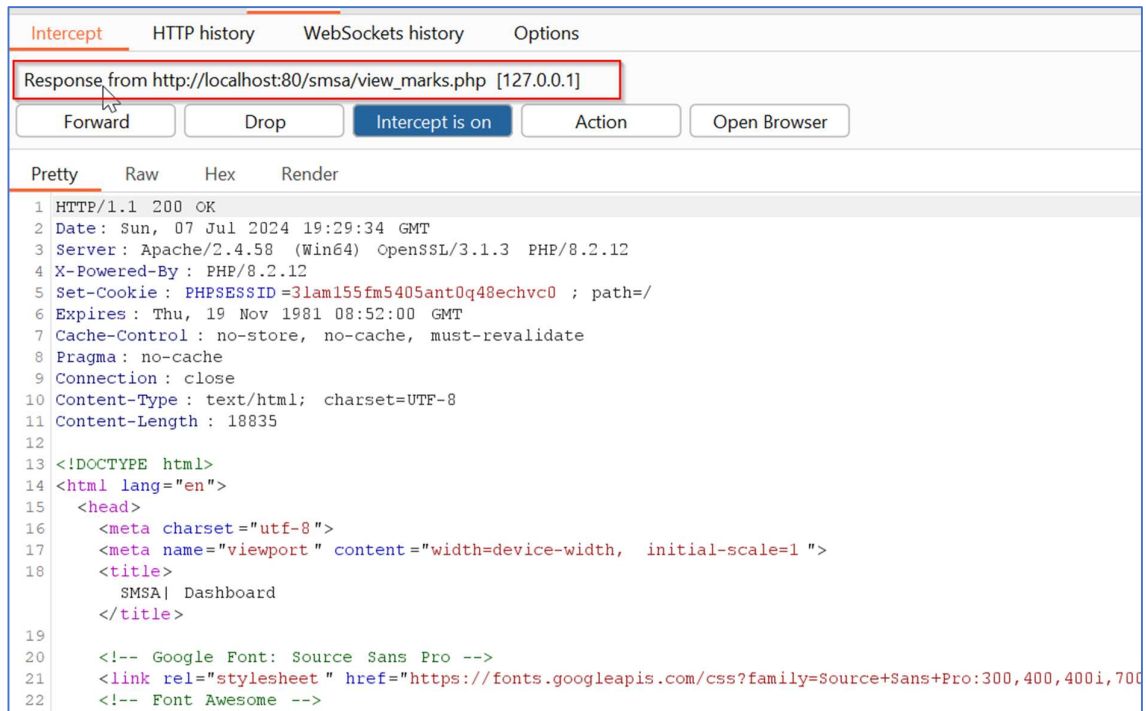 Intercept HTTP history WebSockets history Options
Response from http://localhost:80/smsa/view_marks.php [127.0.0.1]
Forward Drop Intercept is on Action Open Browser
Pretty Raw Hex Render
1 HTTP/1.1 200 OK
2 Date: Sun, 07 Jul 2024 19:29:34 GMT
3 Server: Apache/2.4.58 (Win64) OpenSSL/3.1.3 PHP/8.2.12
4 X-Powered-By: PHP/8.2.12
5 Set-Cookie: PHPSESSID=3lam155fm5405ant0q48echvc0; path=/
6 Expires: Thu, 19 Nov 1981 08:52:00 GMT
7 Cache-Control: no-store, no-cache, must-revalidate
8 Pragma: no-cache
9 Connection: close
10 Content-Type: text/html; charset=UTF-8
11 Content-Length: 18835
12
13 <!DOCTYPE html>
14 <html lang="en">
15 <head>
16 <meta charset="utf-8">
17 <meta name="viewport" content="width=device-width, initial-scale=1">
18 <title>
SMSA| Dashboard
</title>
19
20 <!-- Google Font: Source Sans Pro -->
21 <link rel="stylesheet" href="https://fonts.googleapis.com/css?family=Source+Sans+Pro:300,400,400i,700
22 <!-- Font Awesome -->